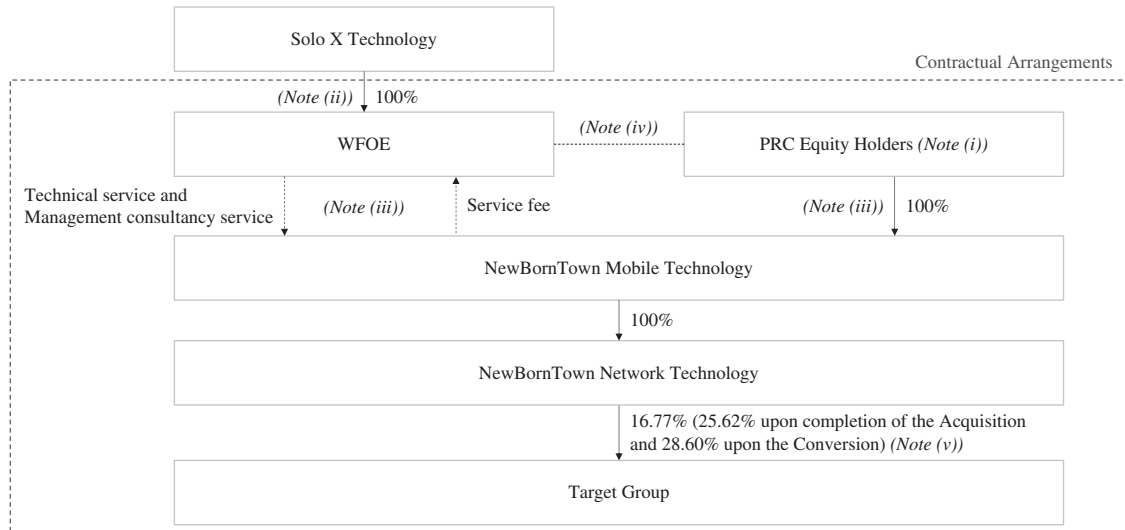 Solo X Technology
Contractual Arrangements
(Note (ii)) 100%
WFOE
(Note (iv))
PRC Equity Holders (Note (i))
Technical service and
Management consultancy service
(Note (iii))
Service fee
(Note (iii)) 100%
NewBornTown Mobile Technology
100%
NewBornTown Network Technology
16.77% (25.62% upon completion of the Acquisition
and 28.60% upon the Conversion) (Note (v))
Target Group